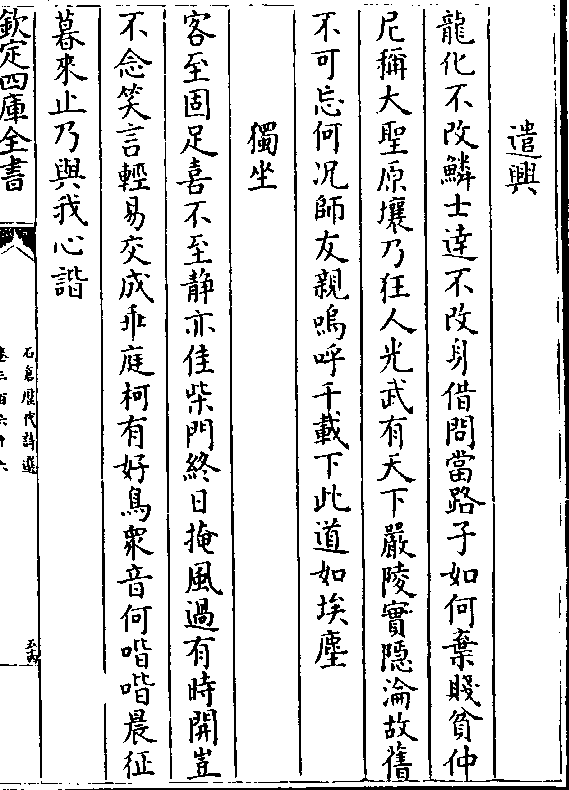 遣興
龍化不改鱗士達不改身借問當路子如何棄賤貧仲
尼稱大聖原壤乃狂人光武有天下嚴陵實隱淪故舊
不可忘何况師友親嗚呼千載下此道如埃塵
獨坐
客至固足喜不至静亦佳柴門終日掩風過有時開豈
不念笑言輕易交成乖庭柯有好鳥衆音何喈喈晨征
暮來止乃與我心諧
欽定四庫全書
石倉歷代詩選
卷三百六十六